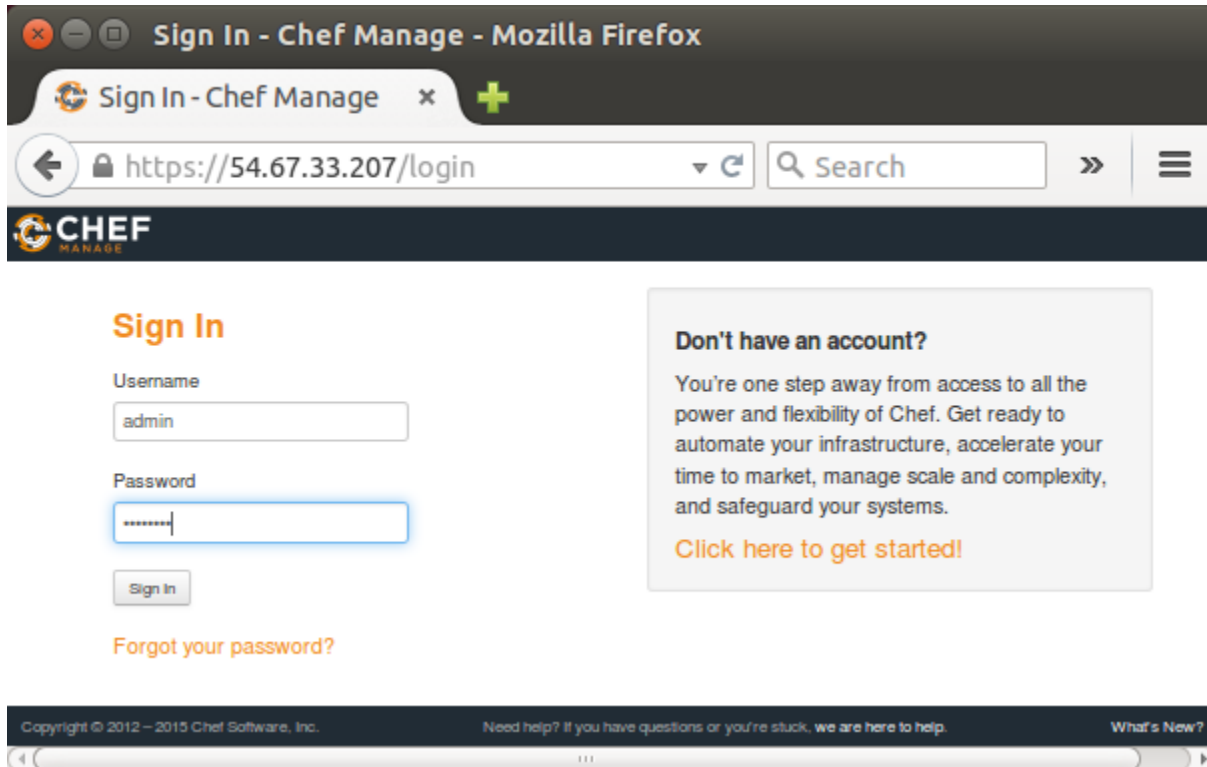 Sign In - Chef Manage - Mozilla Firefox
Sign In - Chef Manage
https://54.67.33.207/login
Search
CHEF
MANAGE
Sign In
Username
admin
Password
••••••••
Sign In
Forgot your password?
Don't have an account?
You're one step away from access to all the
power and flexibility of Chef. Get ready to
automate your infrastructure, accelerate your
time to market, manage scale and complexity,
and safeguard your systems.
Click here to get started!
Copyright © 2012 – 2015 Chef Software, Inc.
Need help? If you have questions or you're stuck, we are here to help.
What's New?